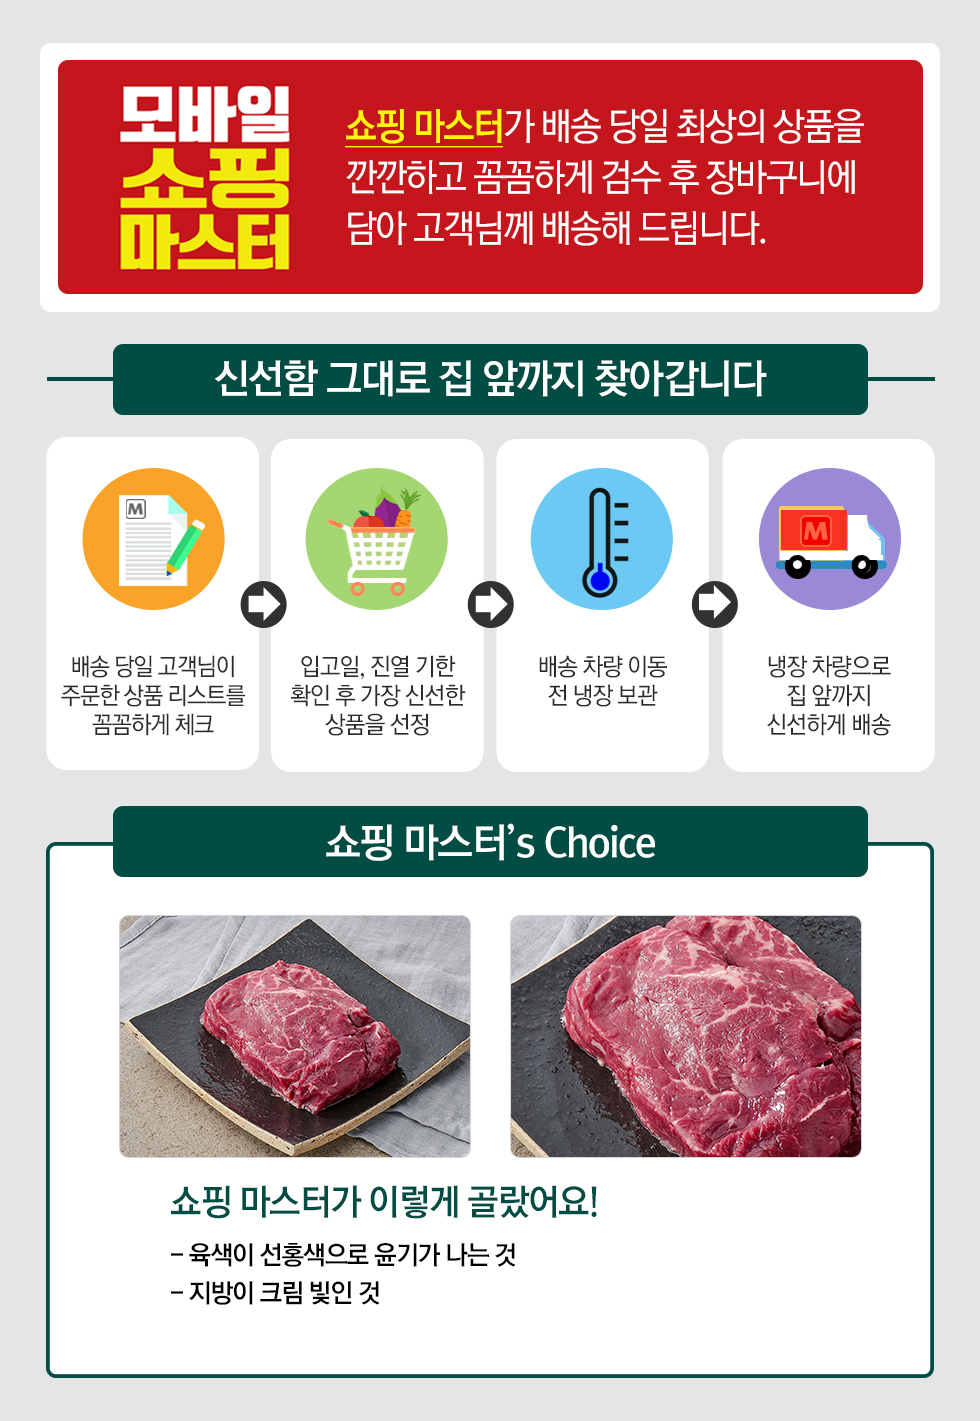 모바일
쇼핑
마스터
쇼핑 마스터가 배송 당일 최상의 상품을
깐깐하고 꼼꼼하게 검수 후 장바구니에
담아 고객님께 배송해 드립니다.
신선함 그대로 집 앞까지 찾아갑니다
M
M
배송 당일 고객님이
주문한 상품 리스트를
꼼꼼하게 체크
입고일, 진열 기한
확인 후 가장 신선한
상품을 선정
배송 차량 이동
전 냉장 보관
냉장 차량으로
집 앞까지
신선하게 배송
쇼핑 마스터's Choice
쇼핑 마스터가 이렇게 골랐어요!
- 육색이 선홍색으로 윤기가 나는 것
- 지방이 크림 빛인 것